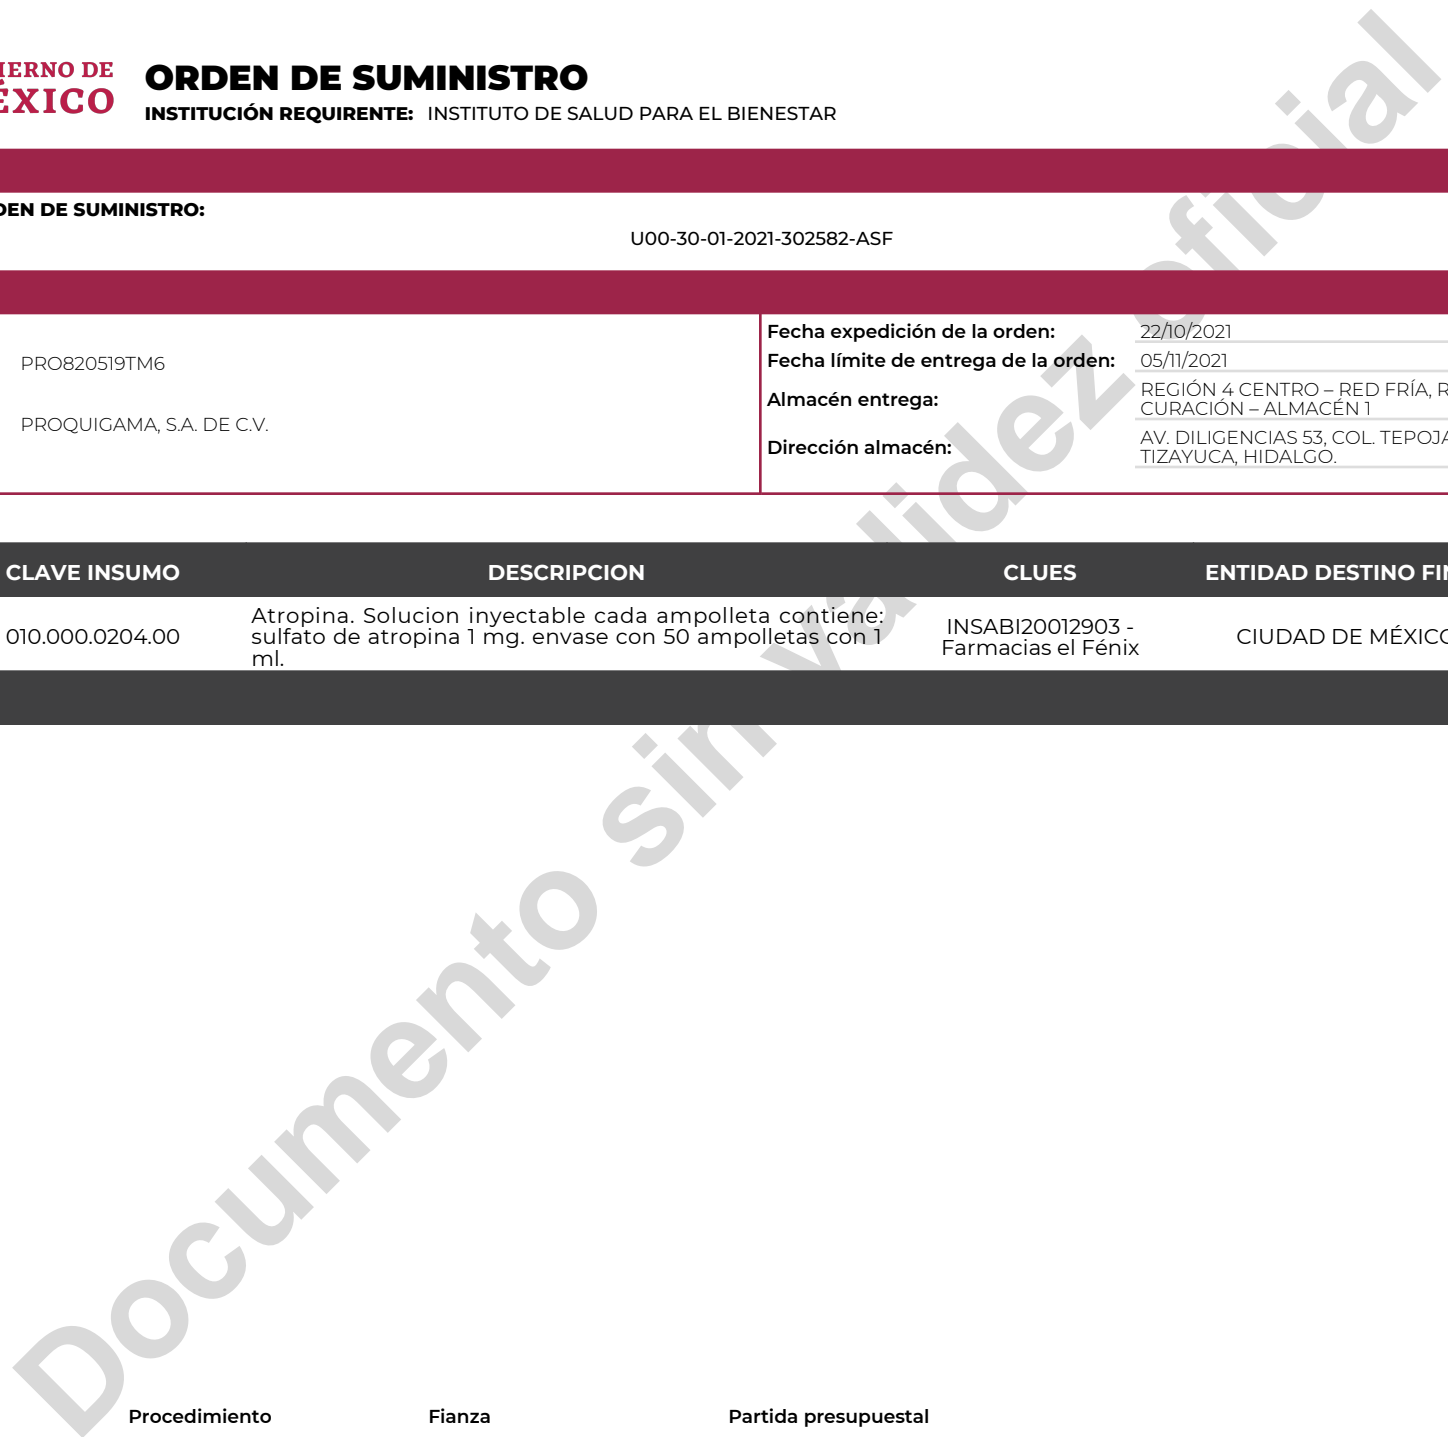 IERNO DE
ÉXICO
ORDEN DE SUMINISTRO
INSTITUCIÓN REQUIRENTE: INSTITUTO DE SALUD PARA EL BIENESTAR
DEN DE SUMINISTRO:
U00-30-01-2021-302582-ASF
PRO820519TM6
PROQUIGAMA, S.A. DE C.V.
Fecha expedición de la orden: 22/10/2021
Fecha límite de entrega de la orden: 05/11/2021
Almacén entrega: REGIÓN 4 CENTRO – RED FRÍA, R
CURACIÓN – ALMACÉN 1
Dirección almacén: AV. DILIGENCIAS 53, COL. TEPOJA
TIZAYUCA, HIDALGO.
CLAVE INSUMO DESCRIPCION CLUES ENTIDAD DESTINO FIN
010.000.0204.00
Atropina. Solucion inyectable cada ampolleta contiene:
sulfato de atropina 1 mg. envase con 50 ampolletas con 1
ml.
INSABI20012903 -
Farmacias el Fénix
CIUDAD DE MÉXICO
Documento sin validez oficial
Procedimiento Fianza Partida presupuestal